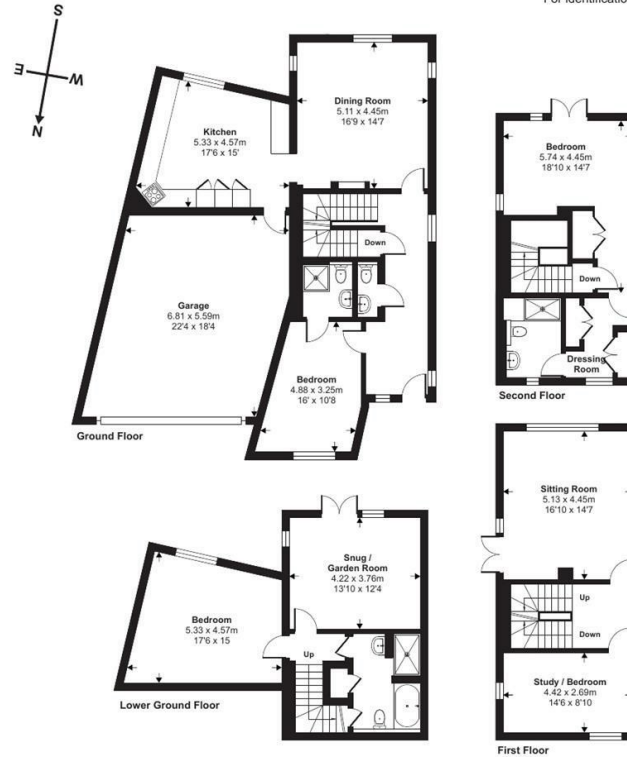 For identificatio
S
E
W
N
Dining Room
5.11 x 4.45m
16'9 x 14'7
Kitchen
5.33 x 4.57m
17'6 x 15'
Down
Garage
6.81 x 5.59m
22'4 x 18'4
Bedroom
4.88 x 3.25m
16' x 10'8
Ground Floor
Bedroom
5.74 x 4.45m
18'10 x 14'7
Down
Dressing
Room
Second Floor
Snug /
Garden Room
4.22 x 3.76m
13'10 x 12'4
Bedroom
5.33 x 4.57m
17'6 x 15
Up
Lower Ground Floor
Sitting Room
5.13 x 4.45m
16'10 x 14'7
Up
Down
Study / Bedroom
4.42 x 2.69m
14'6 x 8'10
First Floor